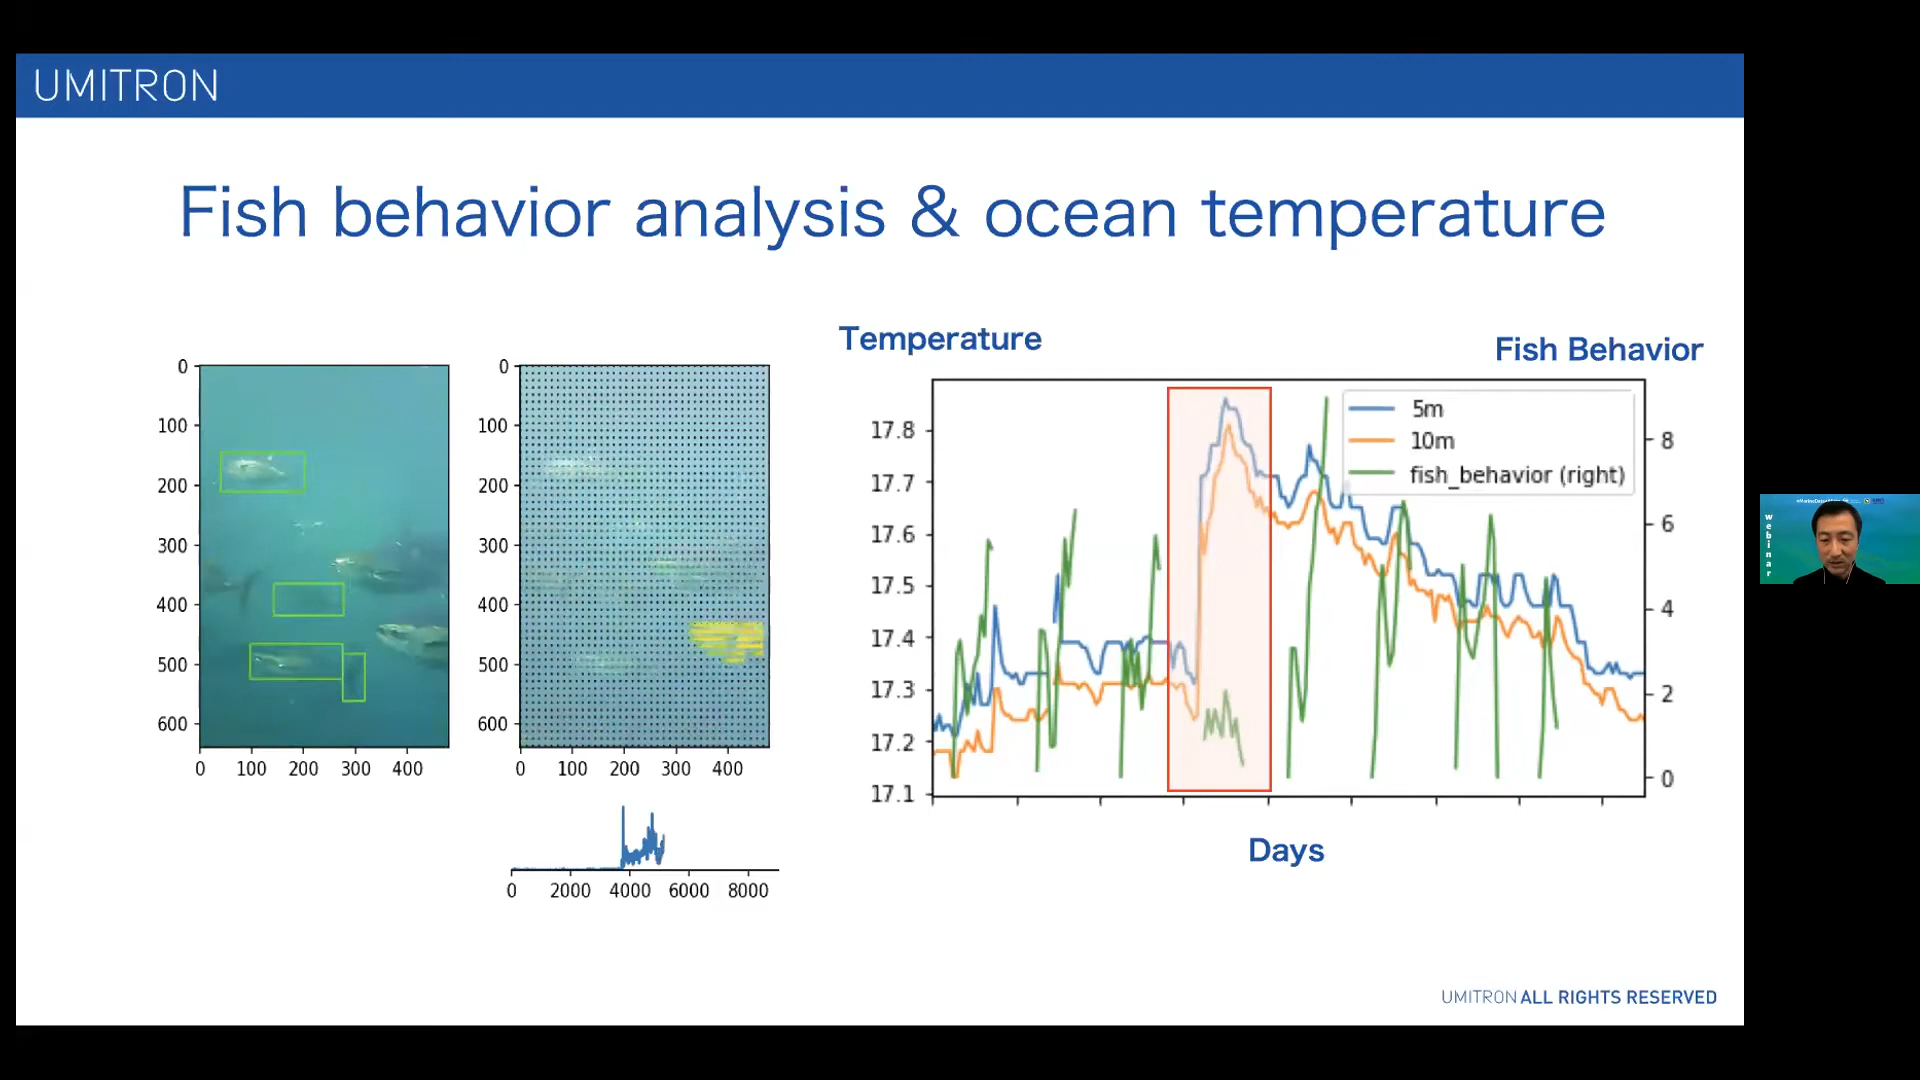 UMITRON
Fish behavior analysis & ocean temperature
0
100
200
300
400
500
600
0 100 200 300 400
0
100
200
300
400
500
600
0 100 200 300 400
0 2000 4000 6000 8000
Temperature
Fish Behavior
17.8
17.7
17.6
17.5
17.4
17.3
17.2
17.1
5m
10m
fish_behavior (right)
8
6
4
2
0
Days
webinar
UMITRON ALL RIGHTS RESERVED